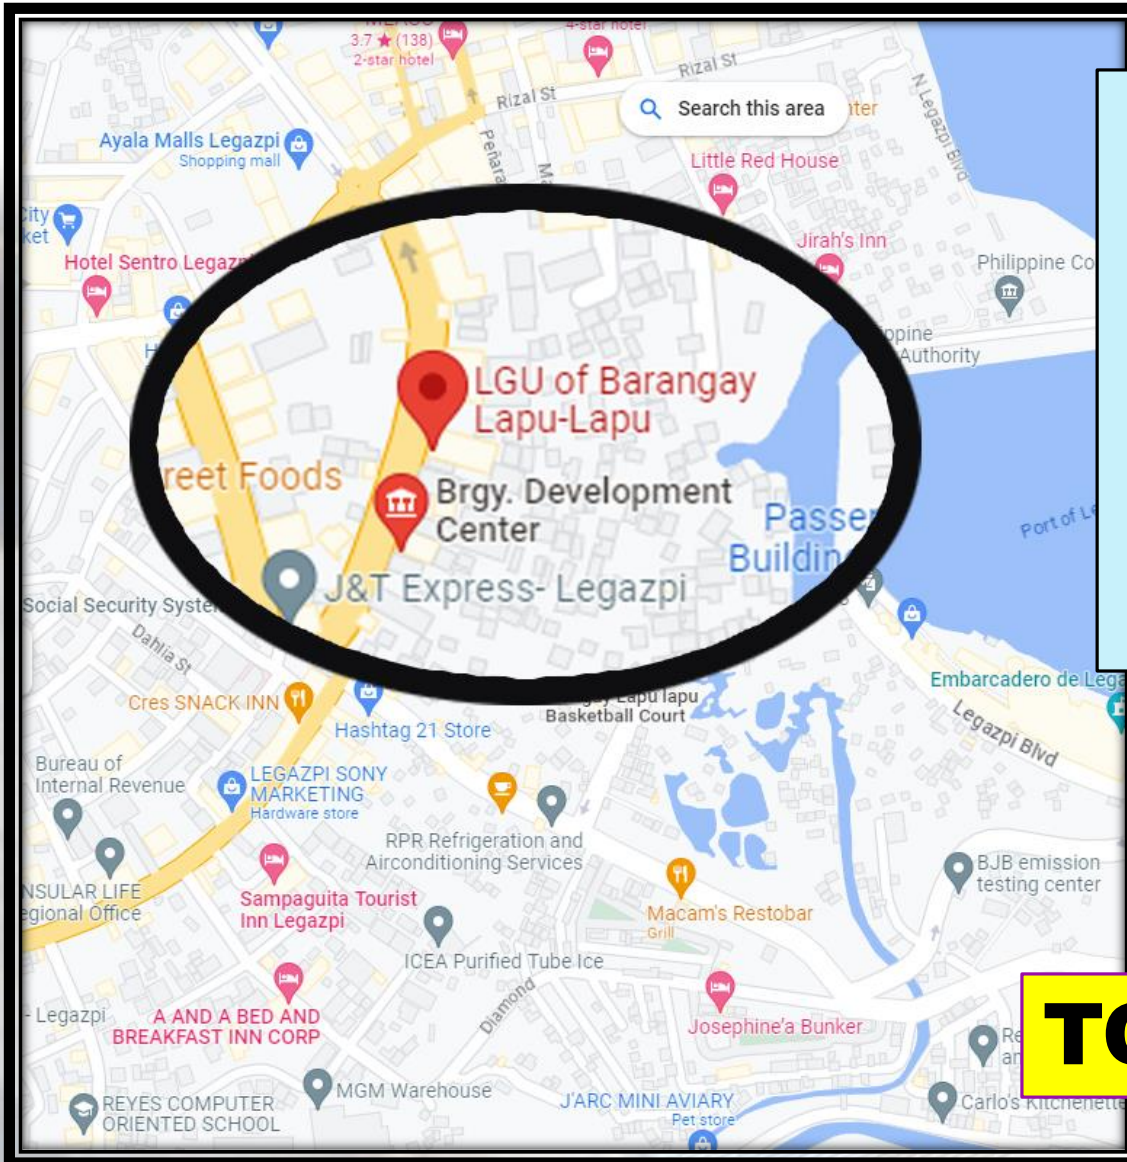 3.7 ★ (138)
2-star hotel
4-star hotel
Rizal St
Rizal St
Search this area
N Legazpi Blvd
Ayala Malls Legazpi
Shopping mall
Little Red House
Jirah's Inn
Hotel Sentro
Philippine Co
Authority
LGU of Barangay
Lapu-Lapu
reet Foods
Brgy. Development
Center
Buildin
Port of Le
J&T Express- Legazpi
Social Security
Dahlia St
Cres SNACK INN
Hashtag 21 Store
Basketball Court
Embarcadero de Lega
Legazpi Blvd
Bureau of
Internal Revenue
LEGAZPI SONY
MARKETING
Hardware store
RPR Refrigeration and
Airconditioning Services
BJB emission
testing center
NSULAR LIFE
egional Office
Sampaguita Tourist
Inn Legazpi
Macam's Restobar
Grill
ICEA Purified Tube Ice
- Legazpi
A AND A BED AND
BREAKFAST INN CORP
Diamond
Josephine'a Bunker
REYES COMPUTER
ORIENTED SCHOOL
MGM Warehouse
J'ARC MINI AVIARY
Pet store
Carlo's Kitchenette